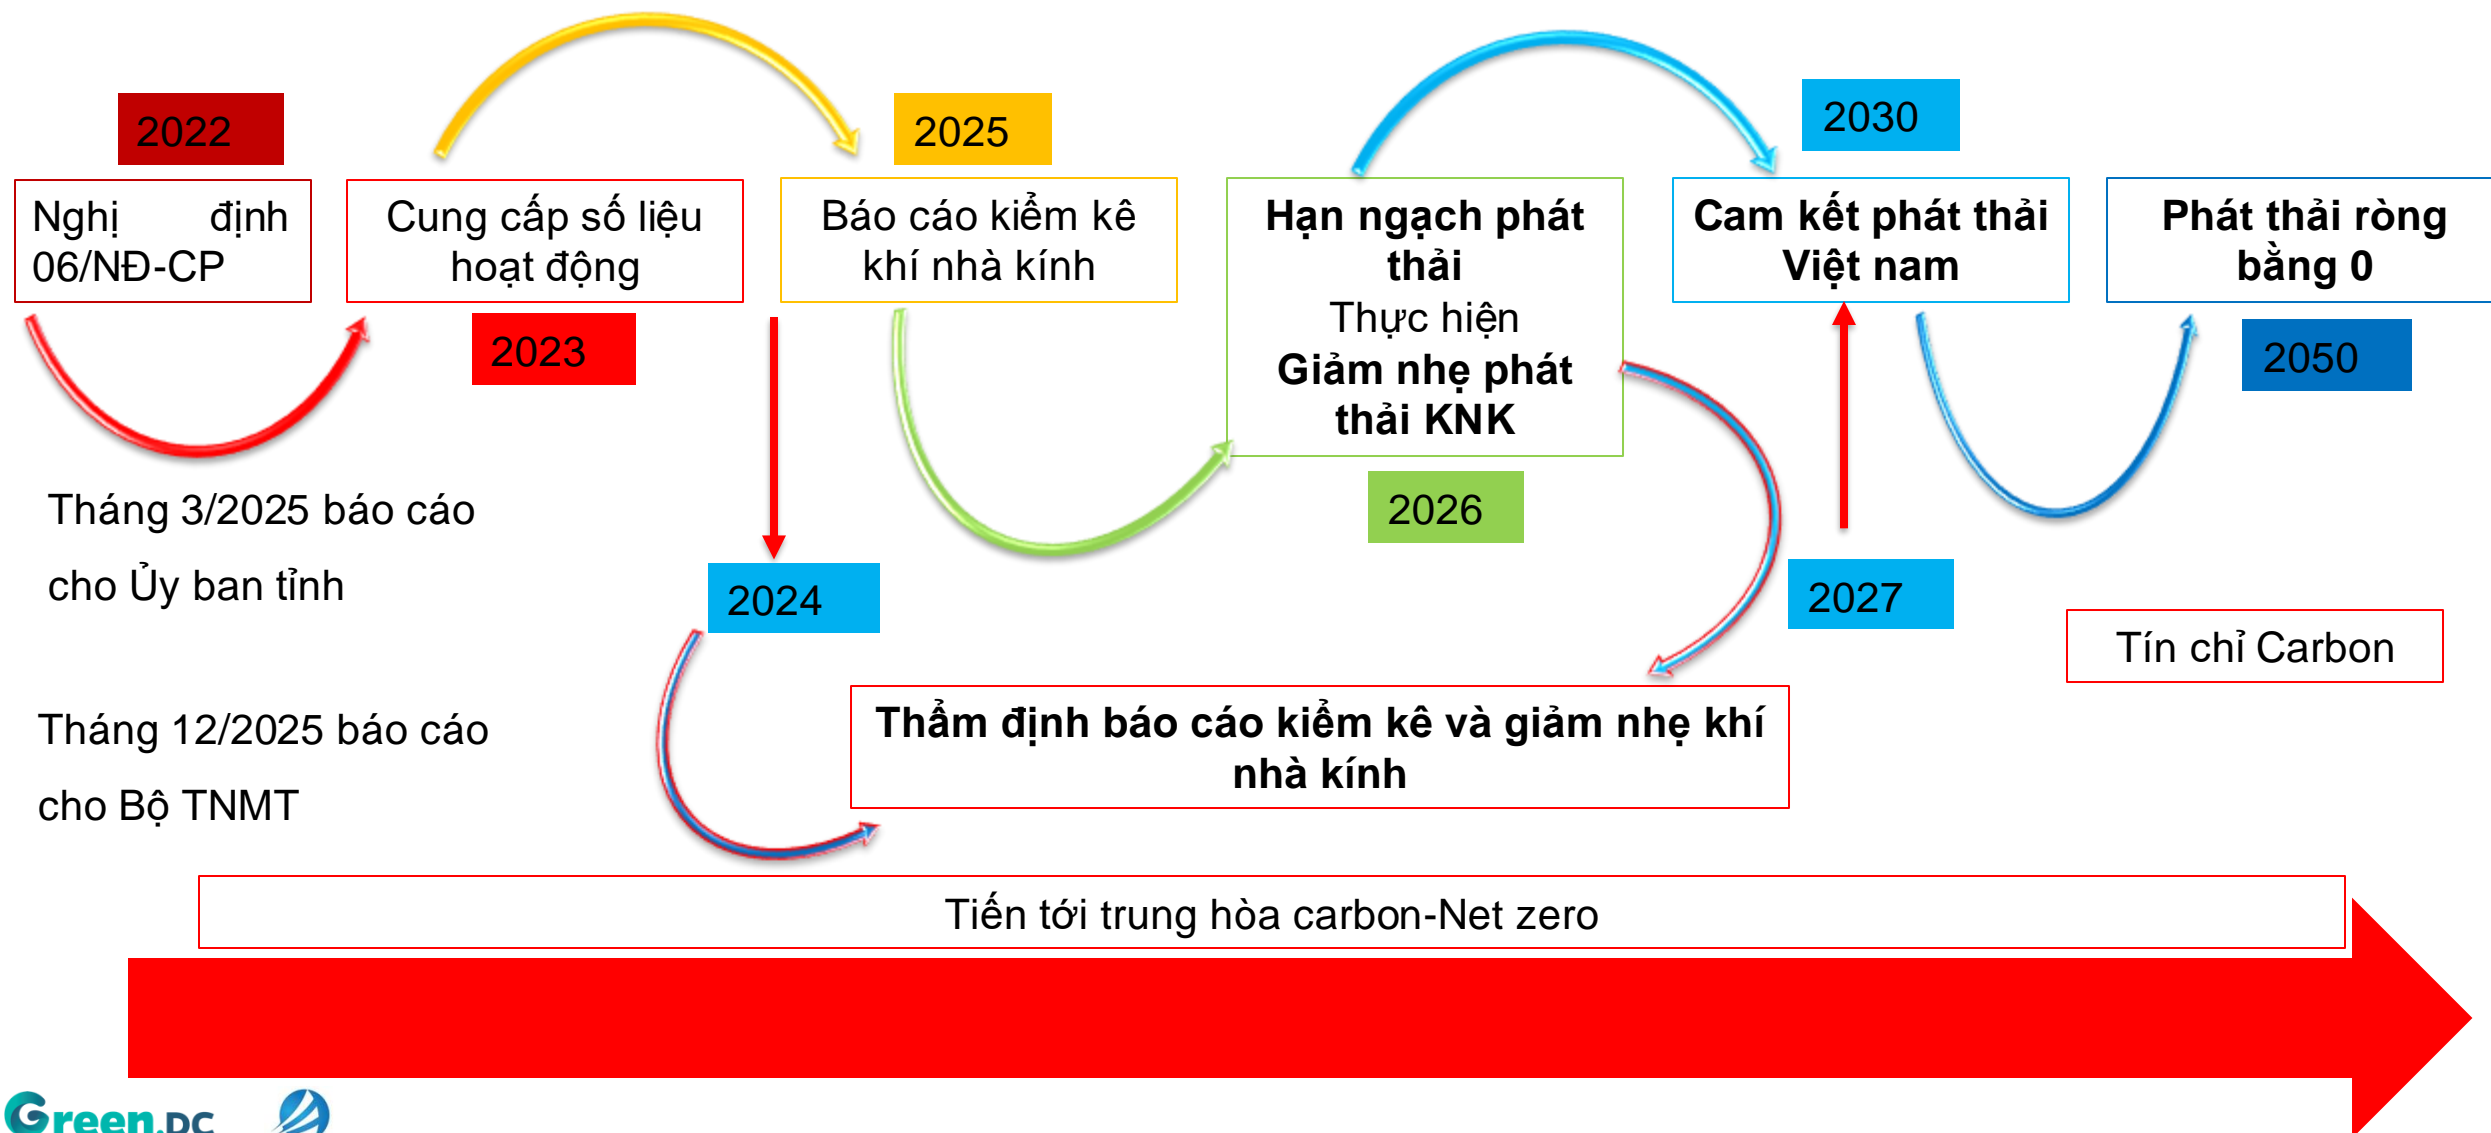 2022
Nghị định
06/NĐ-CP
Cung cấp số liệu
hoạt động
2023
2025
Báo cáo kiểm kê
khí nhà kính
Hạn ngạch phát
thải
Thực hiện
Giảm nhẹ phát
thải KNK
2026
2030
Cam kết phát thải
Việt nam
Phát thải ròng
bằng 0
2050
Tháng 3/2025 báo cáo
cho Ủy ban tỉnh
2024
2027
Tín chỉ Carbon
Tháng 12/2025 báo cáo
cho Bộ TNMT
Thẩm định báo cáo kiểm kê và giảm nhẹ khí
nhà kính
Tiến tới trung hòa carbon-Net zero
Green.DC